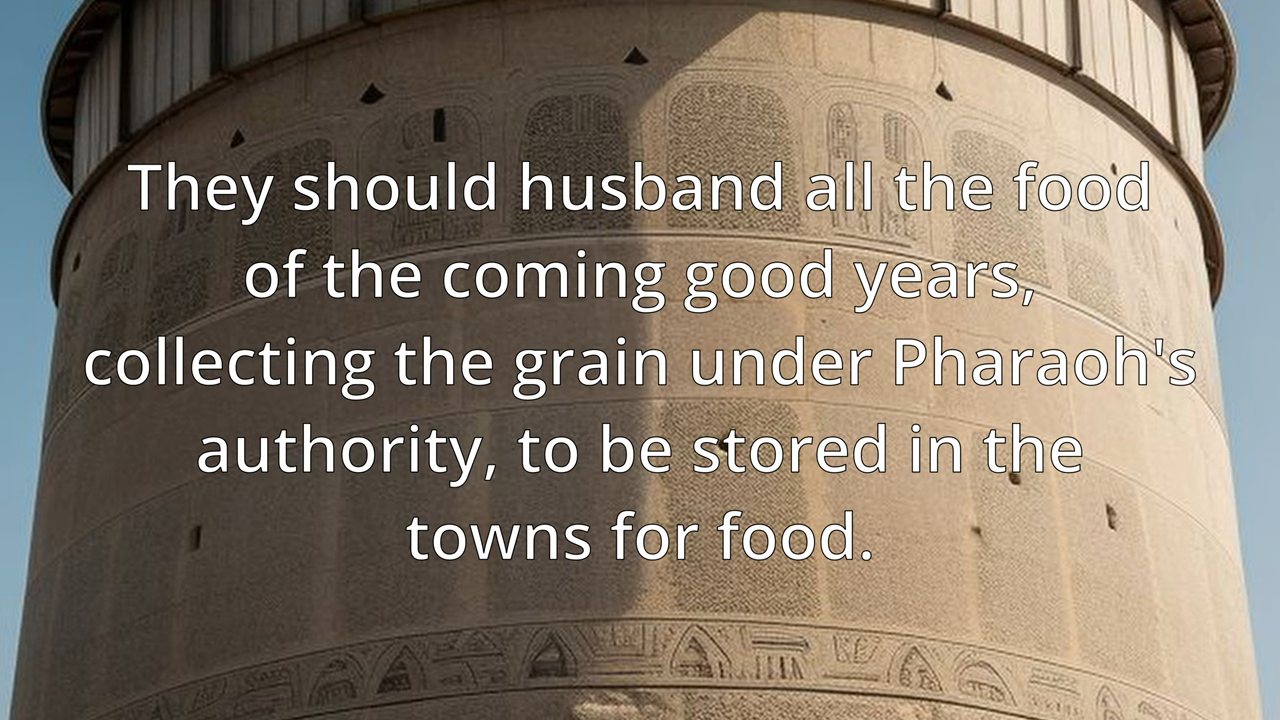 They should husband all the food
of the coming good years,
collecting the grain under Pharaoh's
authority, to be stored in the
towns for food.